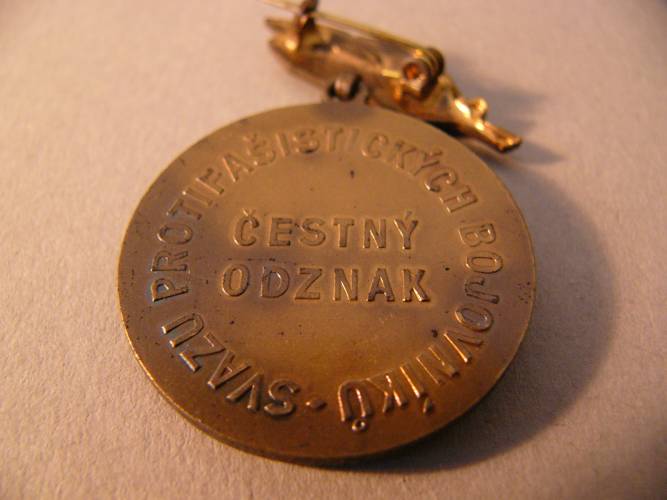 ČESTNÝ
ODZNAK
SVAZU PROTIFAŠISTICKÝCH BOJOVNÍKŮ ·